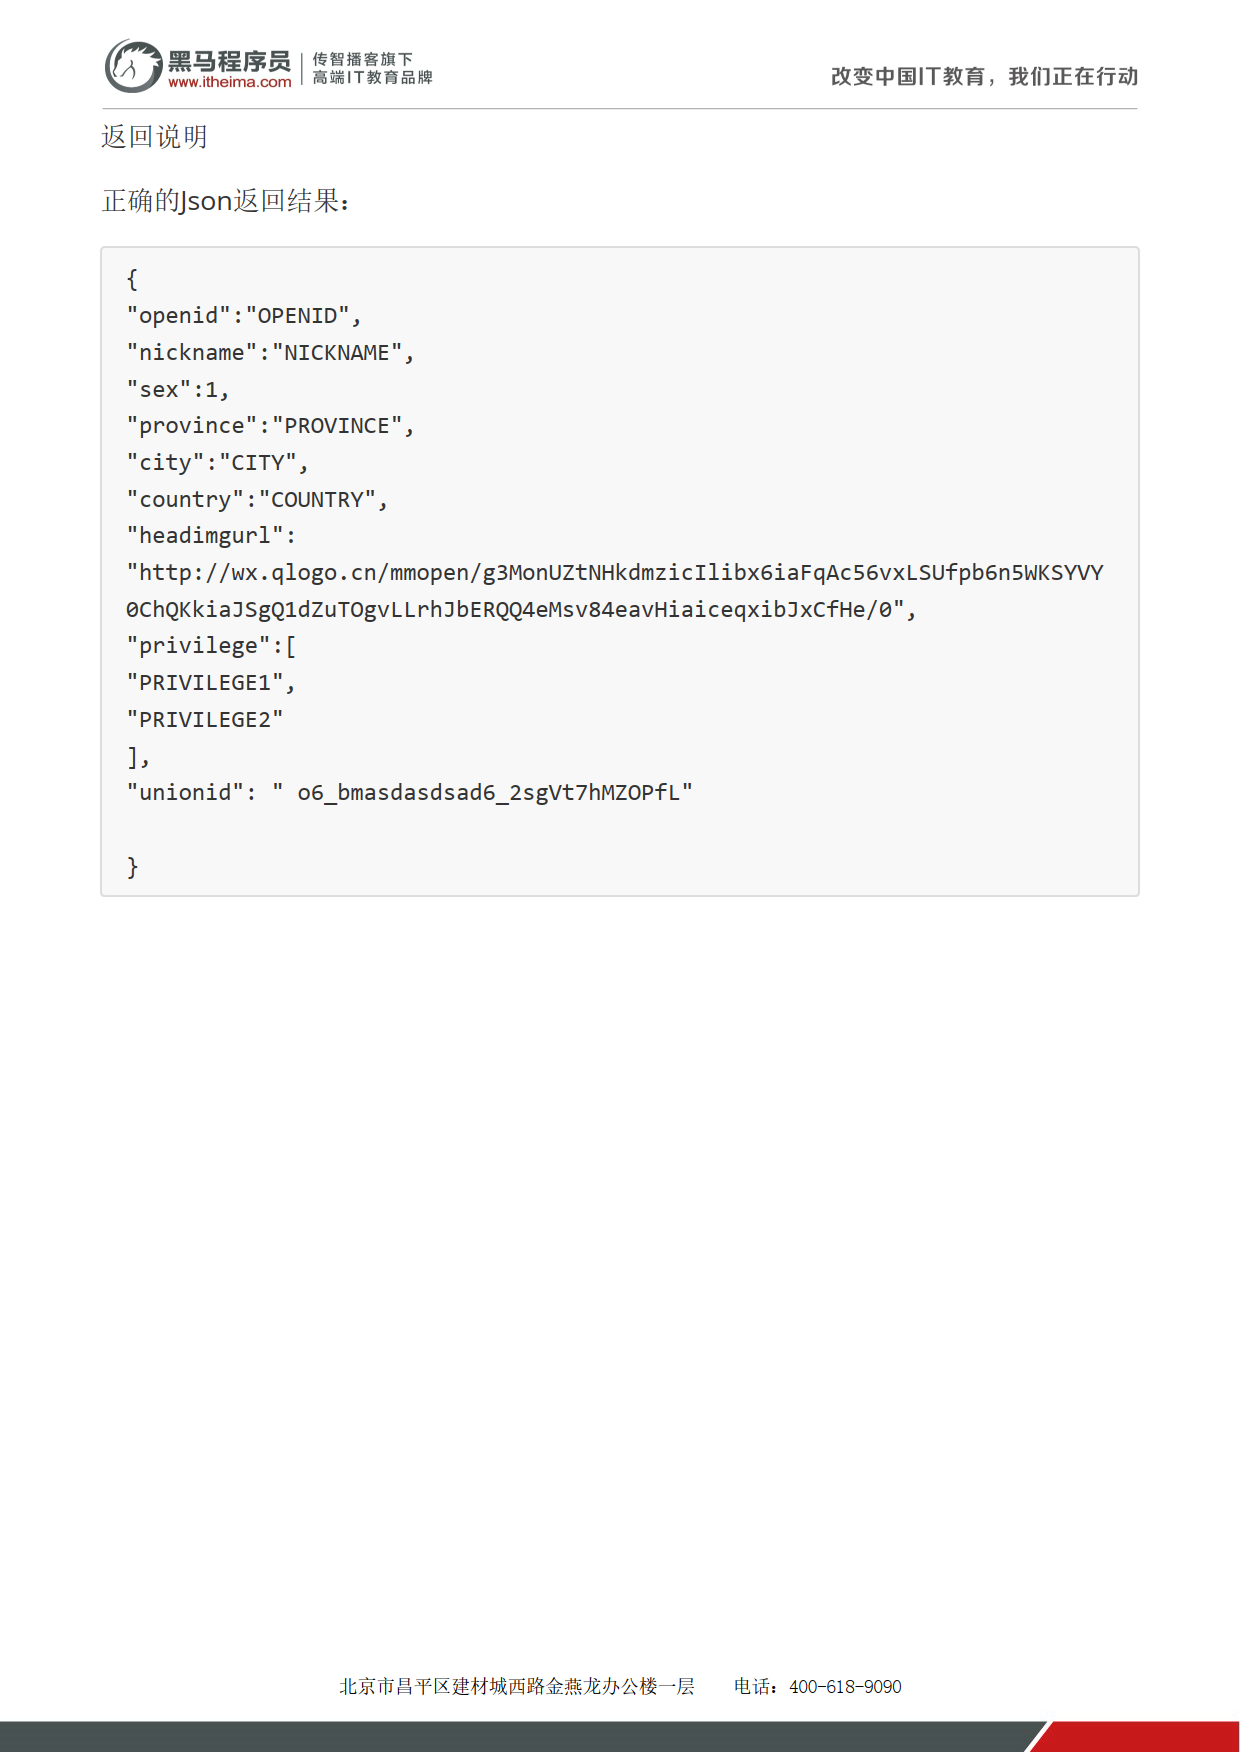 黑马程序员
www.itheima.com
传智播客旗下
高端IT教育品牌
改变中国IT教育，我们正在行动
返回说明
正确的Json返回结果：
{
"openid":"OPENID",
"nickname":"NICKNAME",
"sex":1,
"province":"PROVINCE",
"city":"CITY",
"country":"COUNTRY",
"headimgurl":
"http://wx.qlogo.cn/mmopen/g3MonUZtNHkdmzicIlibx6iaFqAc56vxLSUfpb6n5WKSYVY
0ChQKkiaJSgQ1dZuTOgvLLrhJbERQQ4eMsv84eavHiaiceqxibJxCfHe/0",
"privilege":[
"PRIVILEGE1",
"PRIVILEGE2"
],
"unionid": " o6_bmasdasdsad6_2sgVt7hMZOPfL"
}
北京市昌平区建材城西路金燕龙办公楼一层 电话：400-618-9090